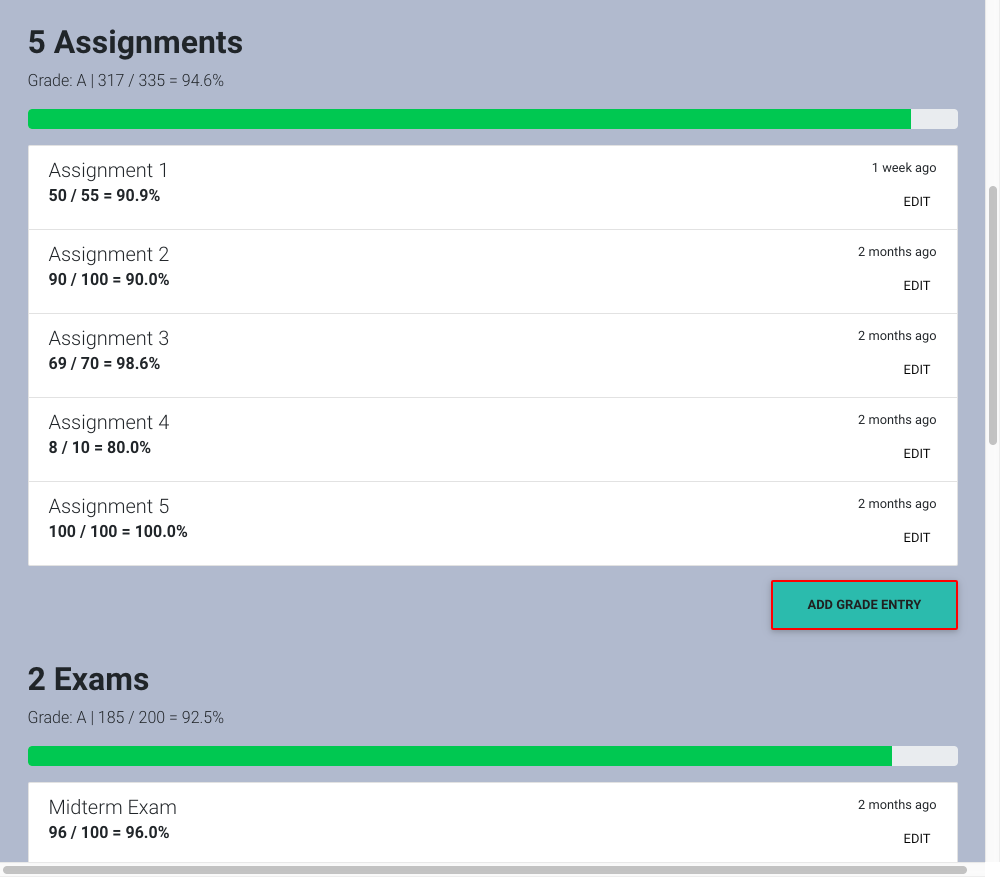 5 Assignments
Grade: A | 317 / 335 = 94.6%
Assignment 1
1 week ago
50 / 55 = 90.9%
EDIT
Assignment 2
2 months ago
90 / 100 = 90.0%
EDIT
Assignment 3
2 months ago
69 / 70 = 98.6%
EDIT
Assignment 4
2 months ago
8 / 10 = 80.0%
EDIT
Assignment 5
2 months ago
100 / 100 = 100.0%
EDIT
ADD GRADE ENTRY
2 Exams
Grade: A | 185 / 200 = 92.5%
Midterm Exam
2 months ago
96 / 100 = 96.0%
EDIT